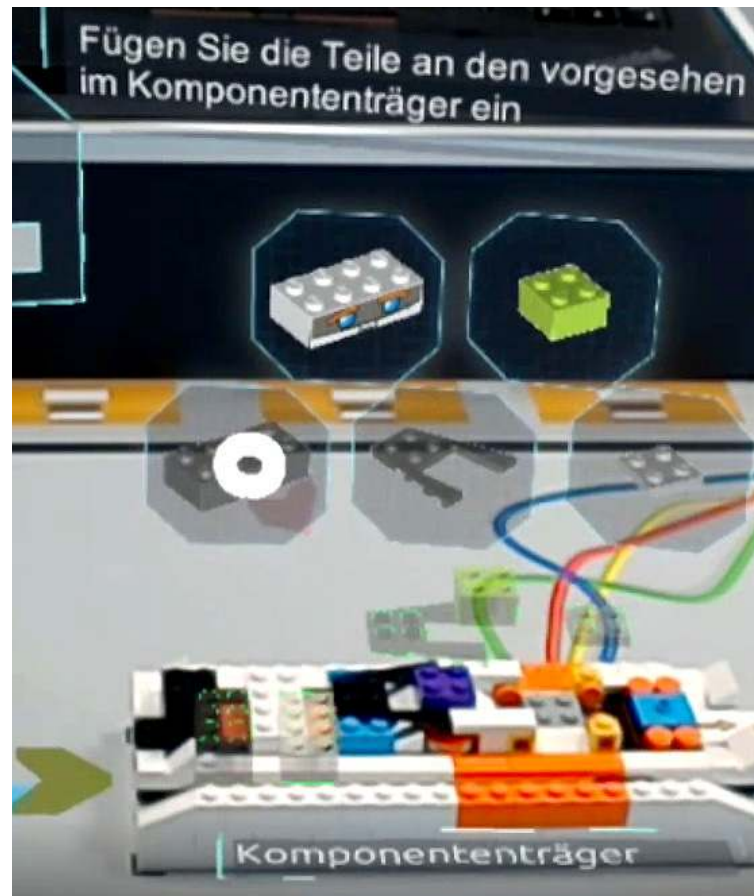 Fügen Sie die Teile an den vorgesehen
im Komponententräger ein
Komponententräger